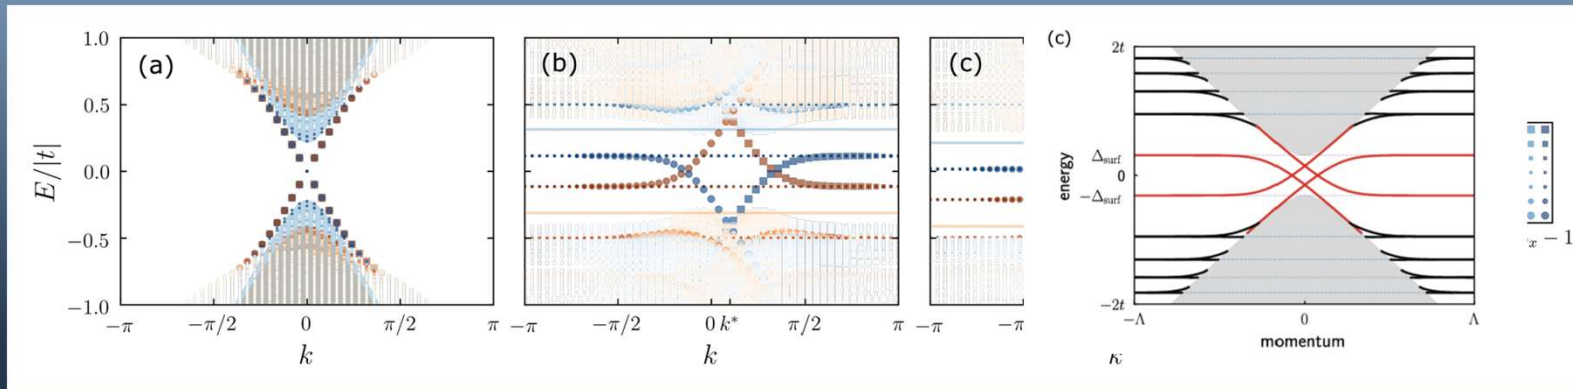 (a)
(b)
(c)
(c)
E/|t|
1.0
0.5
0.0
−0.5
−1.0
−π
−π/2
0
π/2
π
k
−π
−π/2
0 k*
π/2
π
k
−π
−π
energy
2t
Δsurf
0
−Δsurf
−2t
−Λ
0
Λ
momentum
x − 1